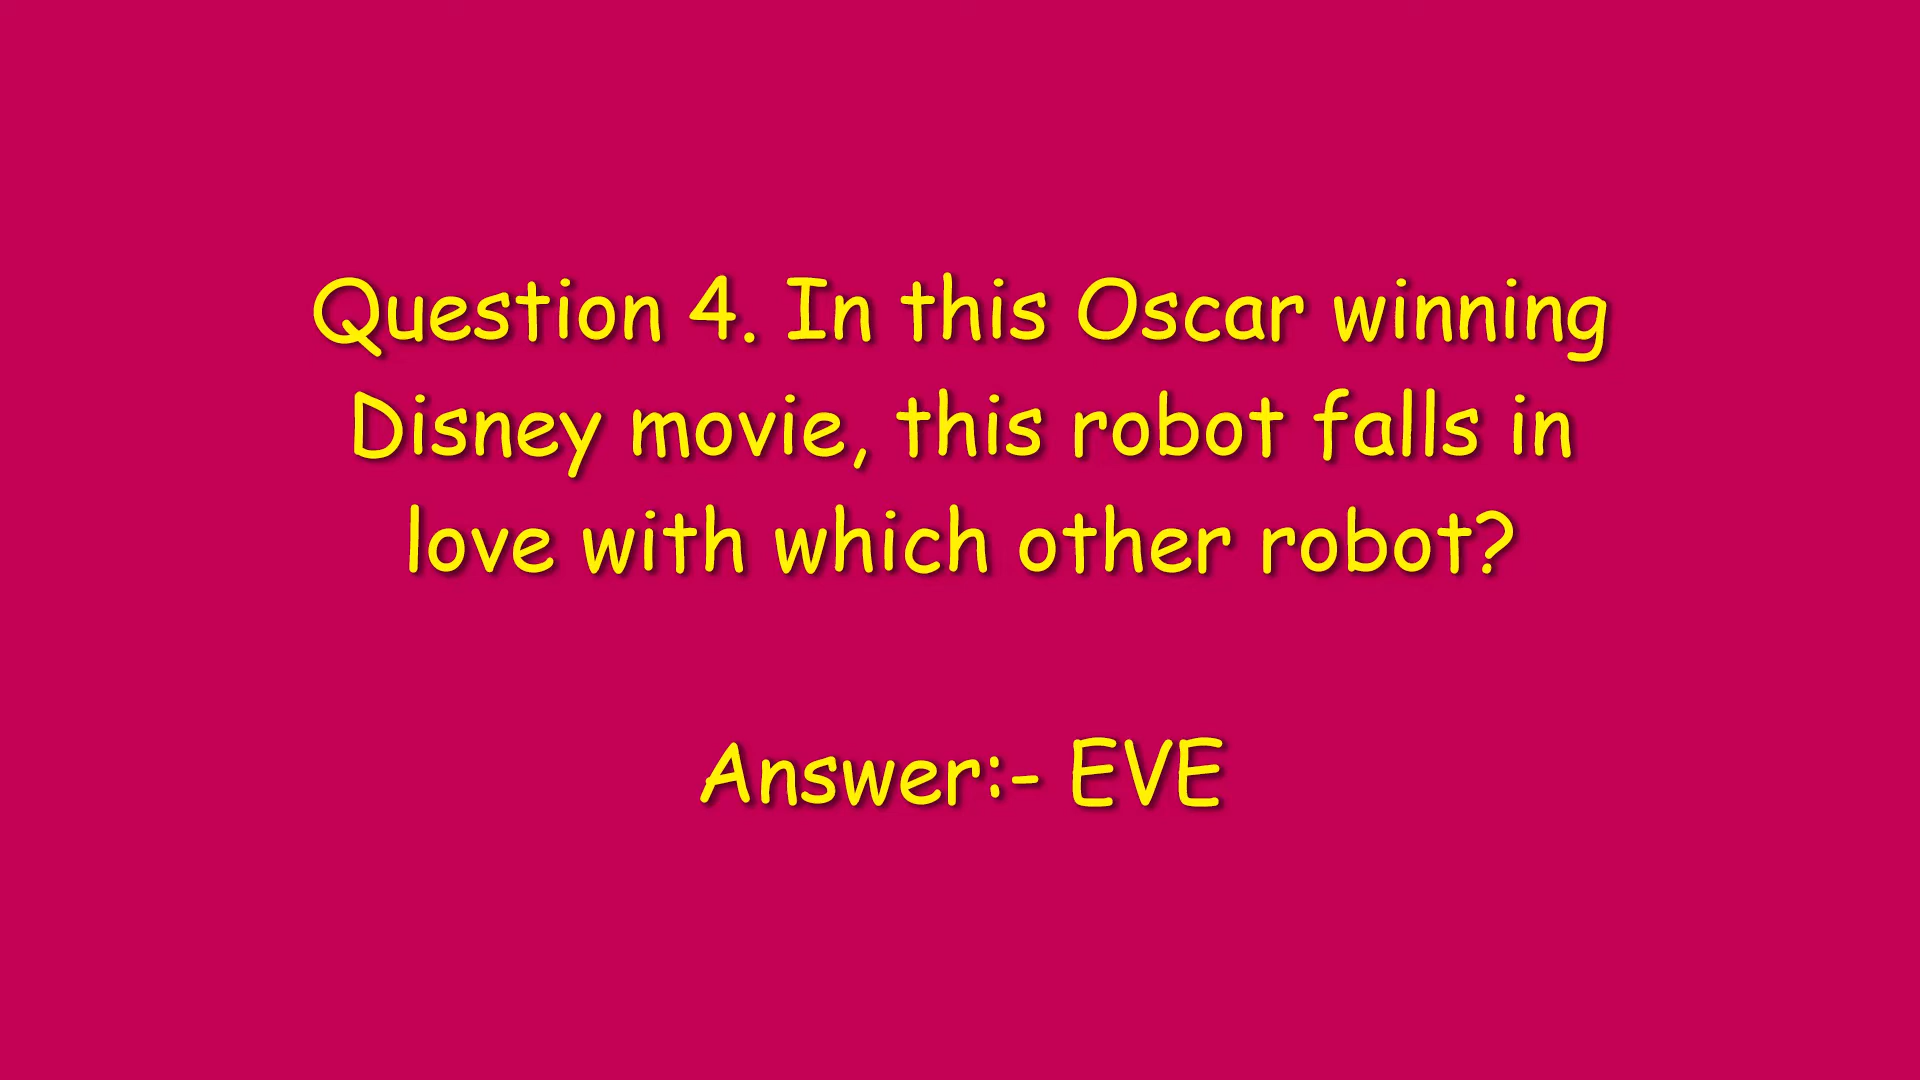 Question 4. In this Oscar winning
Disney movie, this robot falls in
love with which other robot?
Answer:- EVE